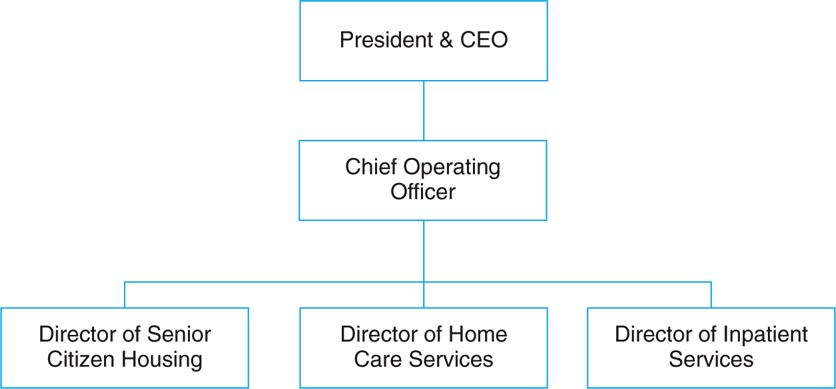 President & CEO
Chief Operating
Officer
Director of Senior
Citizen Housing
Director of Home
Care Services
Director of Inpatient
Services